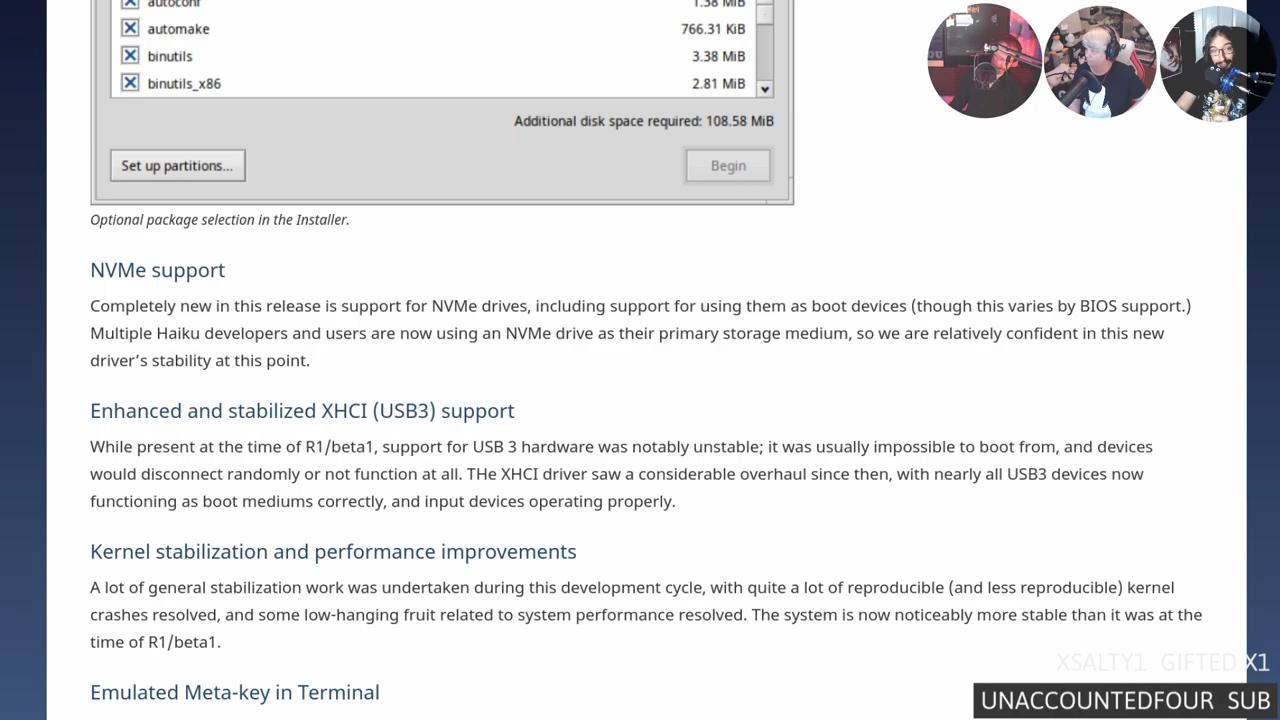 autoconf 1.38 MiB
automake 766.31 KiB
binutils 3.38 MiB
binutils_x86 2.81 MiB
Additional disk space required: 108.58 MiB
Set up partitions... Begin
Optional package selection in the Installer.
NVMe support
Completely new in this release is support for NVMe drives, including support for using them as boot devices (though this varies by BIOS support.)
Multiple Haiku developers and users are now using an NVMe drive as their primary storage medium, so we are relatively confident in this new
driver’s stability at this point.
Enhanced and stabilized XHCI (USB3) support
While present at the time of R1/beta1, support for USB 3 hardware was notably unstable; it was usually impossible to boot from, and devices
would disconnect randomly or not function at all. THe XHCI driver saw a considerable overhaul since then, with nearly all USB3 devices now
functioning as boot mediums correctly, and input devices operating properly.
Kernel stabilization and performance improvements
A lot of general stabilization work was undertaken during this development cycle, with quite a lot of reproducible (and less reproducible) kernel
crashes resolved, and some low-hanging fruit related to system performance resolved. The system is now noticeably more stable than it was at the
time of R1/beta1.
Emulated Meta-key in Terminal
XSALTY1 GIFTED X1
UNACCOUNTEDFOUR SUB